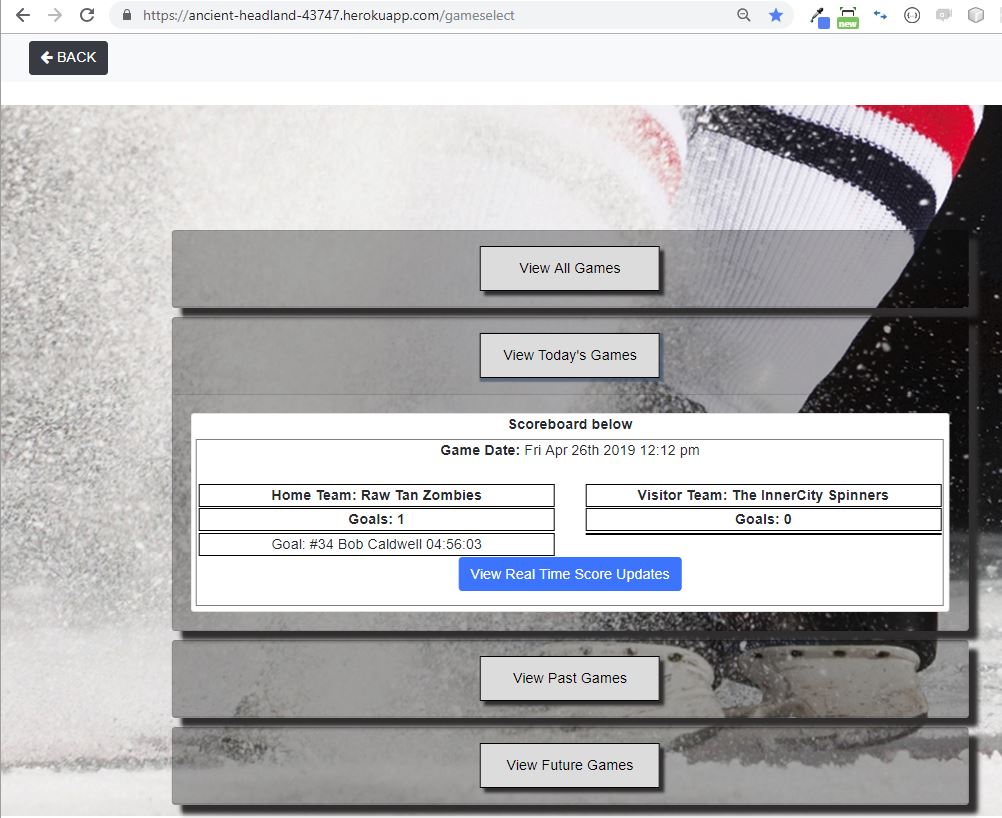 https://ancient-headland-43747.herokuapp.com/gameselect
new
BACK
View All Games
View Today's Games
Scoreboard below
Game Date: Fri Apr 26th 2019 12:12 pm
Home Team: Raw Tan Zombies
Goals: 1
Goal: #34 Bob Caldwell 04:56:03
Visitor Team: The InnerCity Spinners
Goals: 0
View Real Time Score Updates
View Past Games
View Future Games